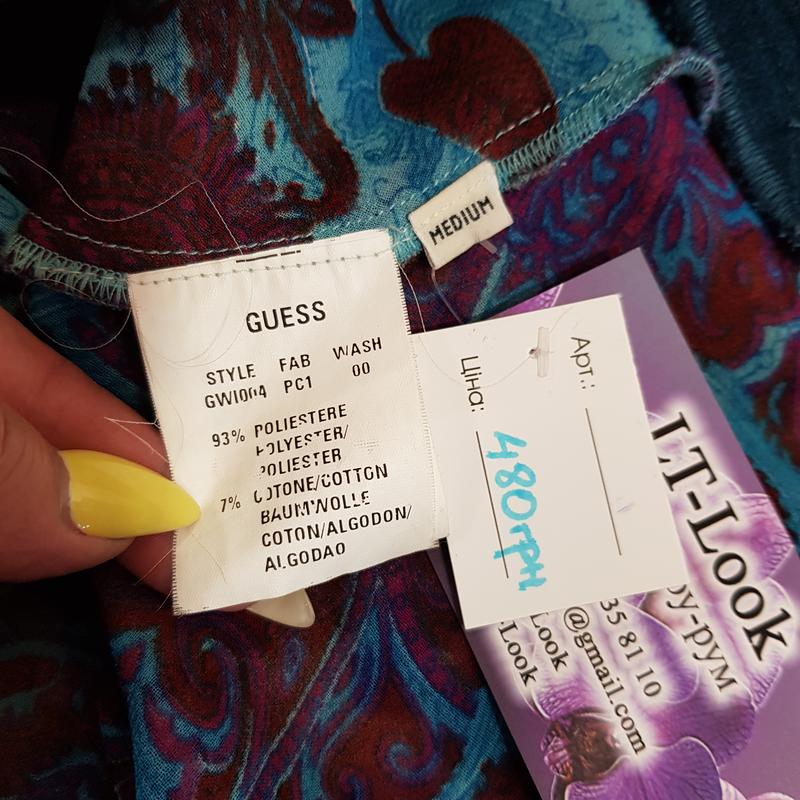 MEDIUM
GUESS
STYLE FAB WASH
GWI004 PC1 00
93% POLIESTERE
POLYESTER/
POLIESTER
7% COTONE/COTTON
BAUMWOLLE
COTON/ALGODON/
ALGODAO
Арт.:
Ціна:
480грн
LT-Look
оу-рум
35 81 10
@gmail.com
Look
-Look